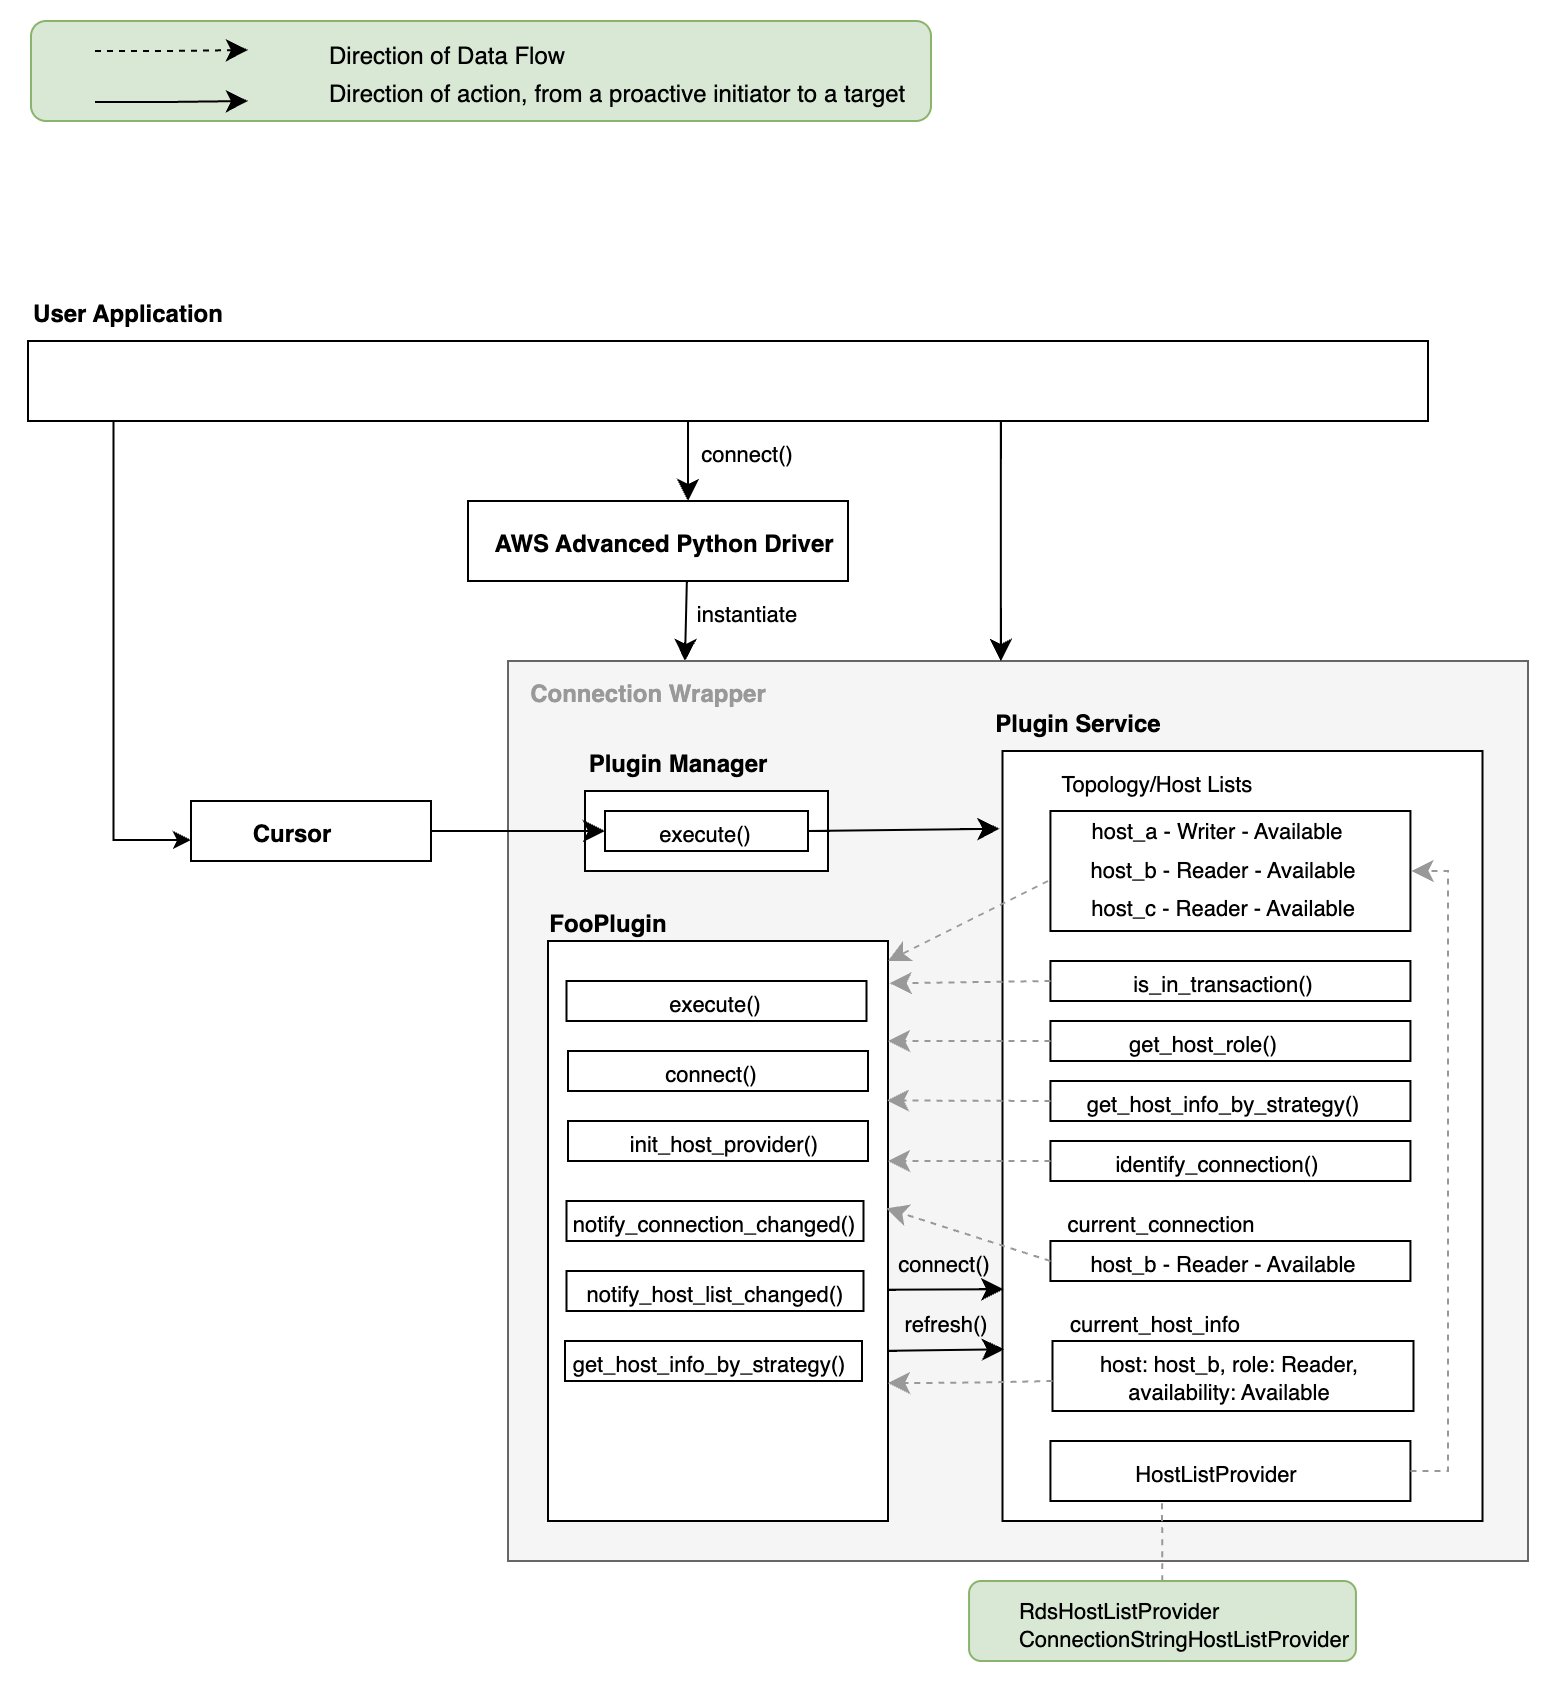 Direction of Data Flow
Direction of action, from a proactive initiator to a target
User Application
connect()
AWS Advanced Python Driver
instantiate
Connection Wrapper
Plugin Manager
execute()
Cursor
Plugin Service
Topology/Host Lists
host_a - Writer - Available
host_b - Reader - Available
host_c - Reader - Available
FooPlugin
execute()
connect()
init_host_provider()
notify_connection_changed()
notify_host_list_changed()
get_host_info_by_strategy()
connect()
refresh()
is_in_transaction()
get_host_role()
get_host_info_by_strategy()
identify_connection()
current_connection
host_b - Reader - Available
current_host_info
host: host_b, role: Reader,
availability: Available
HostListProvider
RdsHostListProvider
ConnectionStringHostListProvider